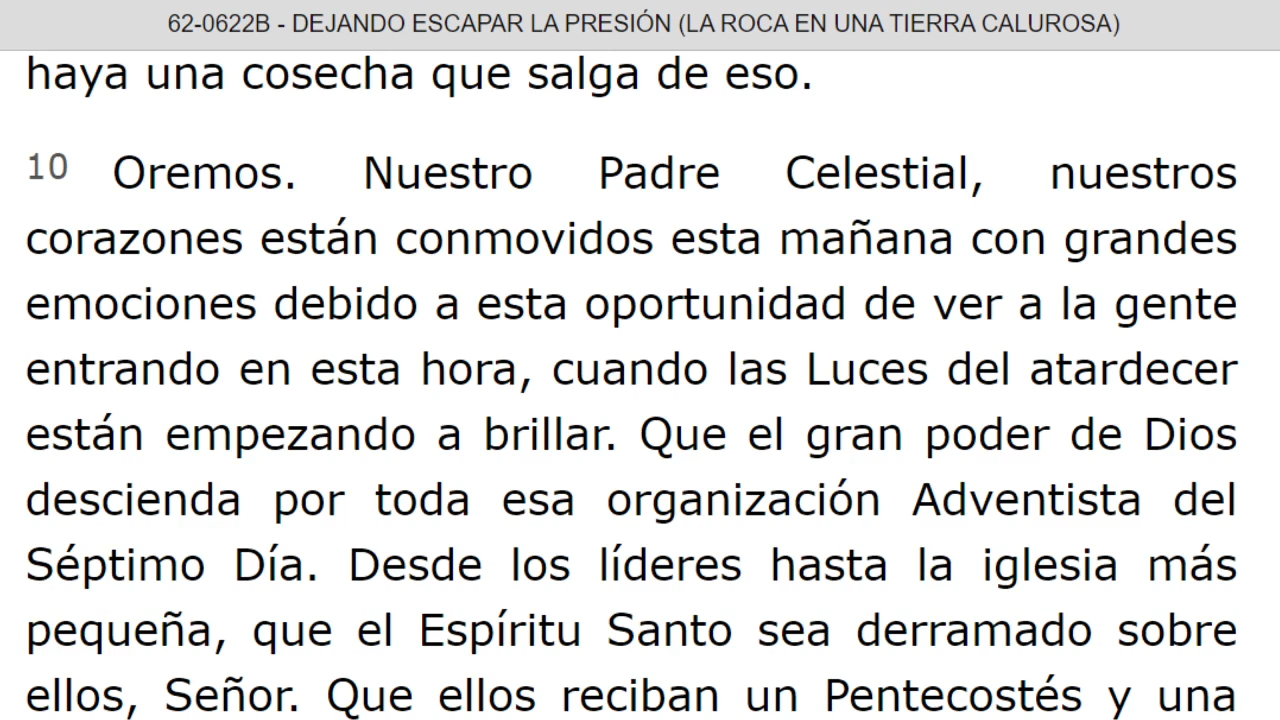 62-0622B - DEJANDO ESCAPAR LA PRESIÓN (LA ROCA EN UNA TIERRA CALUROSA)
haya una cosecha que salga de eso.
10 Oremos. Nuestro Padre Celestial, nuestros
corazones están conmovidos esta mañana con grandes
emociones debido a esta oportunidad de ver a la gente
entrando en esta hora, cuando las Luces del atardecer
están empezando a brillar. Que el gran poder de Dios
descienda por toda esa organización Adventista del
Séptimo Día. Desde los líderes hasta la iglesia más
pequeña, que el Espíritu Santo sea derramado sobre
ellos, Señor. Que ellos reciban un Pentecostés y una